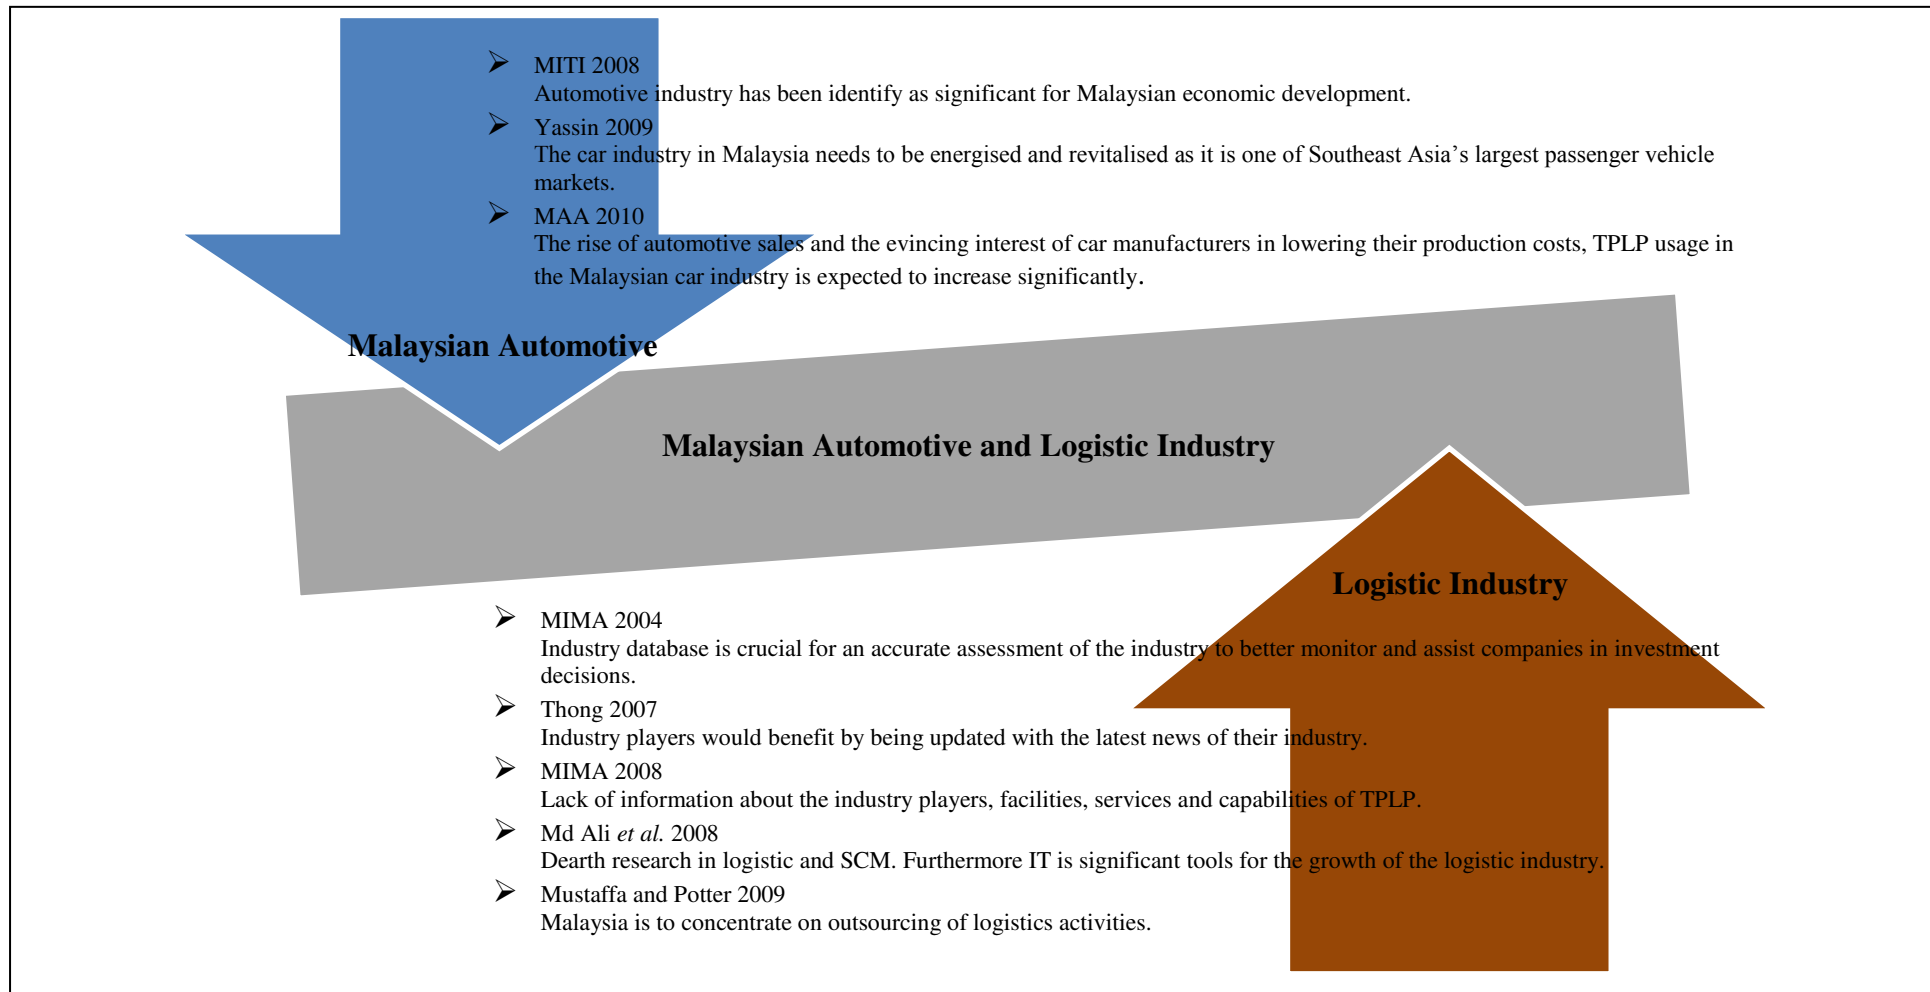 MITI 2008
Automotive industry has been identify as significant for Malaysian economic development.
Yassin 2009
The car industry in Malaysia needs to be energised and revitalised as it is one of Southeast Asia’s largest passenger vehicle
markets.
MAA 2010
The rise of automotive sales and the evincing interest of car manufacturers in lowering their production costs, TPLP usage in
the Malaysian car industry is expected to increase significantly.
Malaysian Automotive
Malaysian Automotive and Logistic Industry
Logistic Industry
MIMA 2004
Industry database is crucial for an accurate assessment of the industry to better monitor and assist companies in investment
decisions.
Thong 2007
Industry players would benefit by being updated with the latest news of their industry.
MIMA 2008
Lack of information about the industry players, facilities, services and capabilities of TPLP.
Md Ali et al. 2008
Dearth research in logistic and SCM. Furthermore IT is significant tools for the growth of the logistic industry.
Mustaffa and Potter 2009
Malaysia is to concentrate on outsourcing of logistics activities.